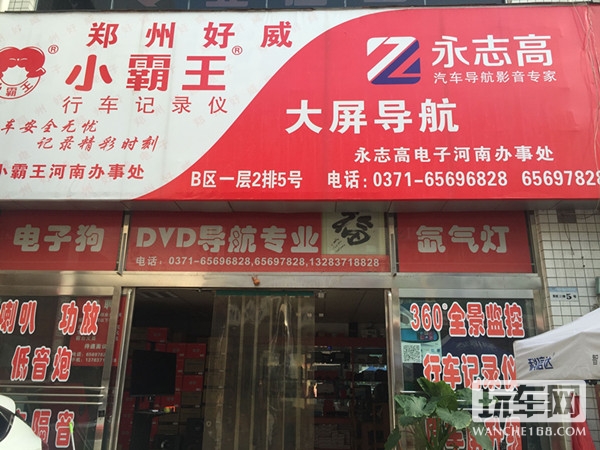 郑州好威
小霸王®
行车记录仪
小霸王®
车安全无忧
记录精彩时刻
小霸王河南办事处
永志高
汽车导航影音专家
大屏导航
永志高电子河南办事处
B区一层2排5号 电话:0371-65696828 65697828
电子狗
DVD导航专业
福
氙气灯
电话:0371-65696828,65697828,13283718828
喇叭 功放
低音炮
隔音
360°全景监控
行车记录仪
玩车网
WANCHE168.COM